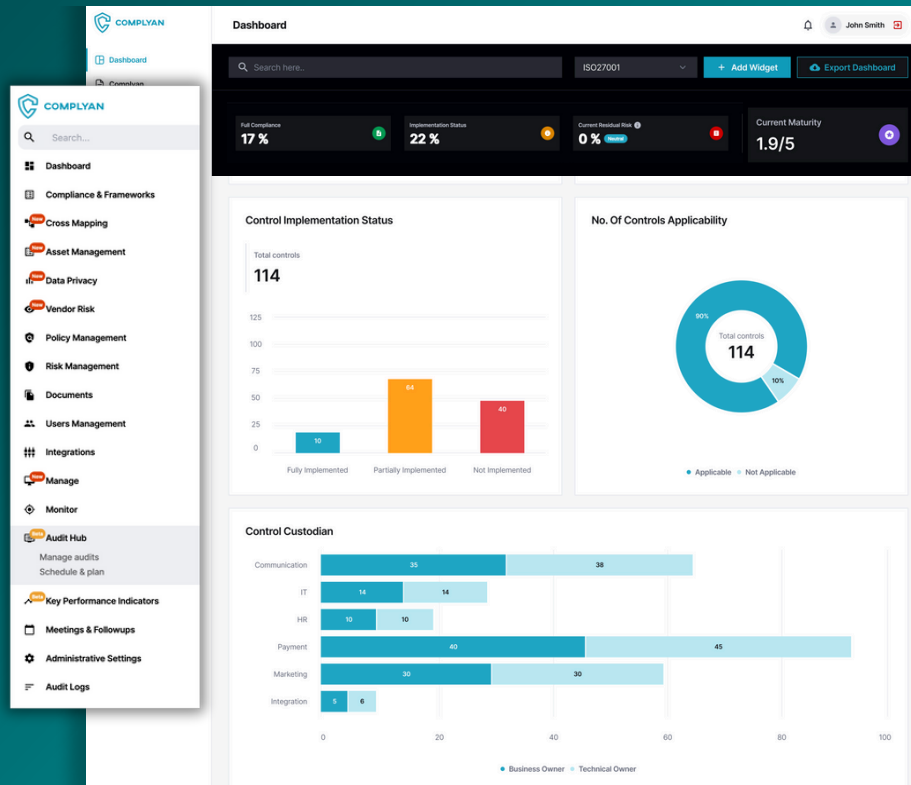 COMPLYAN
Dashboard
Complyan
COMPLYAN
Search...
Dashboard
Compliance & Frameworks
New
Cross Mapping
New
Asset Management
New
Data Privacy
New
Vendor Risk
Policy Management
Risk Management
Documents
Users Management
Integrations
New
Manage
Monitor
Beta
Audit Hub
Manage audits
Schedule & plan
Beta
Key Performance Indicators
Meetings & Followups
Administrative Settings
Audit Logs
Dashboard
John Smith
Search here..
ISO27001
+ Add Widget
Export Dashboard
Full Compliance
17 %
Implementation Status
22 %
Current Residual Risk
0 % Neutral
Current Maturity
1.9/5
Control Implementation Status
Total controls
114
125
100
75
50
25
0
10
64
40
Fully Implemented
Partially Implemented
Not Implemented
No. Of Controls Applicability
90%
Total controls
114
10%
Applicable
Not Applicable
Control Custodian
Communication 35 38
IT 14 14
HR 10 10
Payment 40 45
Marketing 30 30
Integration 5 6
0 20 40 60 80 100
Business Owner
Technical Owner